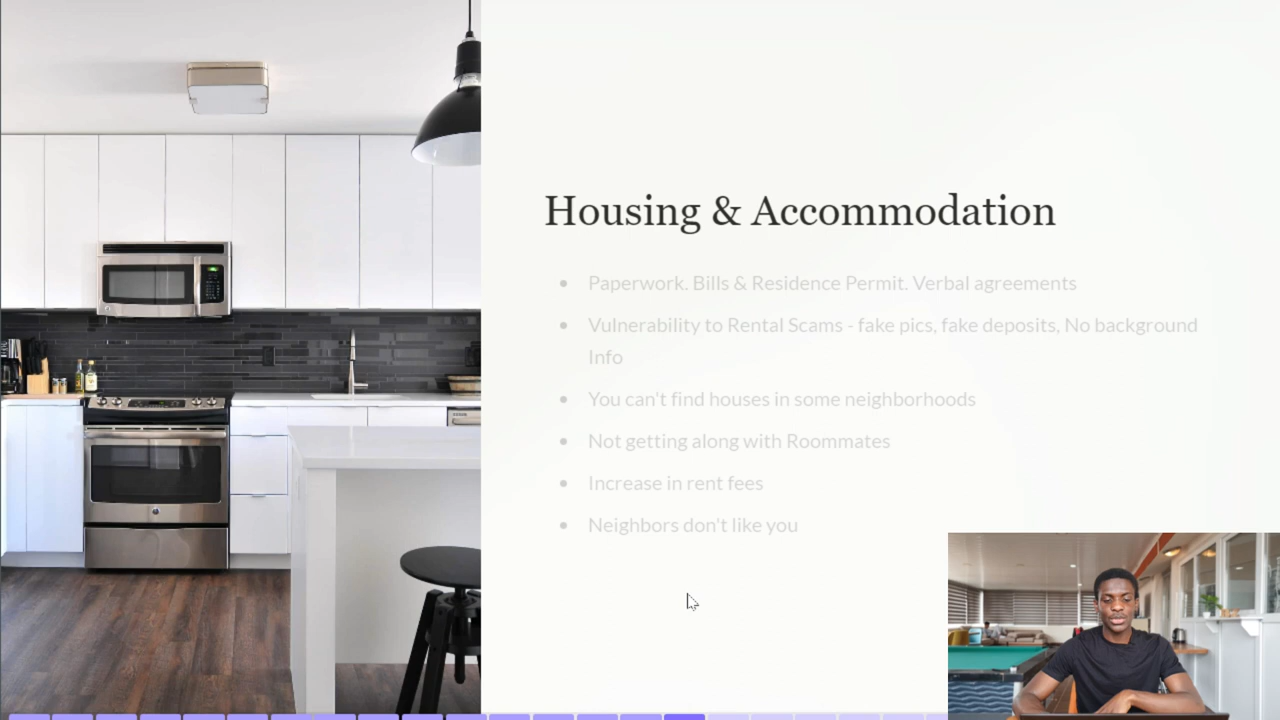 Housing & Accommodation
Paperwork. Bills & Residence Permit. Verbal agreements
Vulnerability to Rental Scams - fake pics, fake deposits, No background
Info
You can't find houses in some neighborhoods
Not getting along with Roommates
Increase in rent fees
Neighbors don't like you